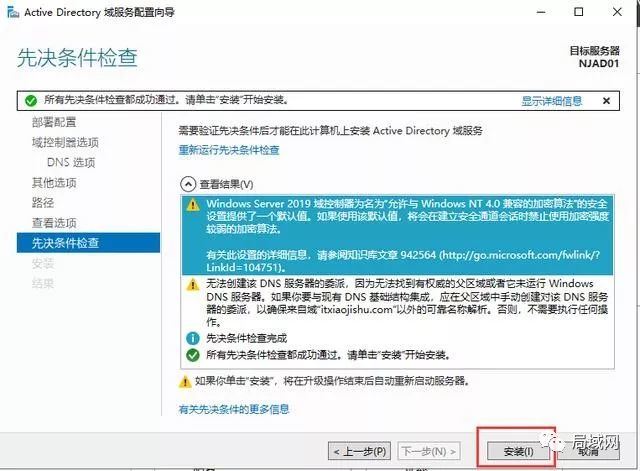 Active Directory 域服务配置向导
先决条件检查
目标服务器
NJAD01
所有先决条件检查都成功通过。请单击"安装"开始安装。
显示详细信息
部署配置
域控制器选项
DNS 选项
其他选项
路径
查看选项
先决条件检查
安装
结果
需要验证先决条件后才能在此计算机上安装 Active Directory 域服务
重新运行先决条件检查
查看结果(V)
Windows Server 2019 域控制器为名为"允许与 Windows NT 4.0 兼容的加密算法"的安全
设置提供了一个默认值。如果使用该默认值，将会在建立安全通道会话时禁止使用加密强度
较弱的加密算法。
有关此设置的详细信息，请参阅知识库文章 942564 (http://go.microsoft.com/fwlink/?
LinkId=104751)。
无法创建该 DNS 服务器的委派，因为无法找到有权威的父区域或者它未运行 Windows
DNS 服务器。如果你要与现有 DNS 基础结构集成，应在父区域中手动创建对该 DNS 服务
器的委派，以确保来自域"itxiaojishu.com"以外的可靠名称解析。否则，不需要执行任何操
作。
先决条件检查完成
所有先决条件检查都成功通过。请单击"安装"开始安装。
如果你单击"安装"，将在升级操作结束后自动重新启动服务器。
有关先决条件的更多信息
< 上一步(P)
下一步(N) >
安装(I)
取消
局域网